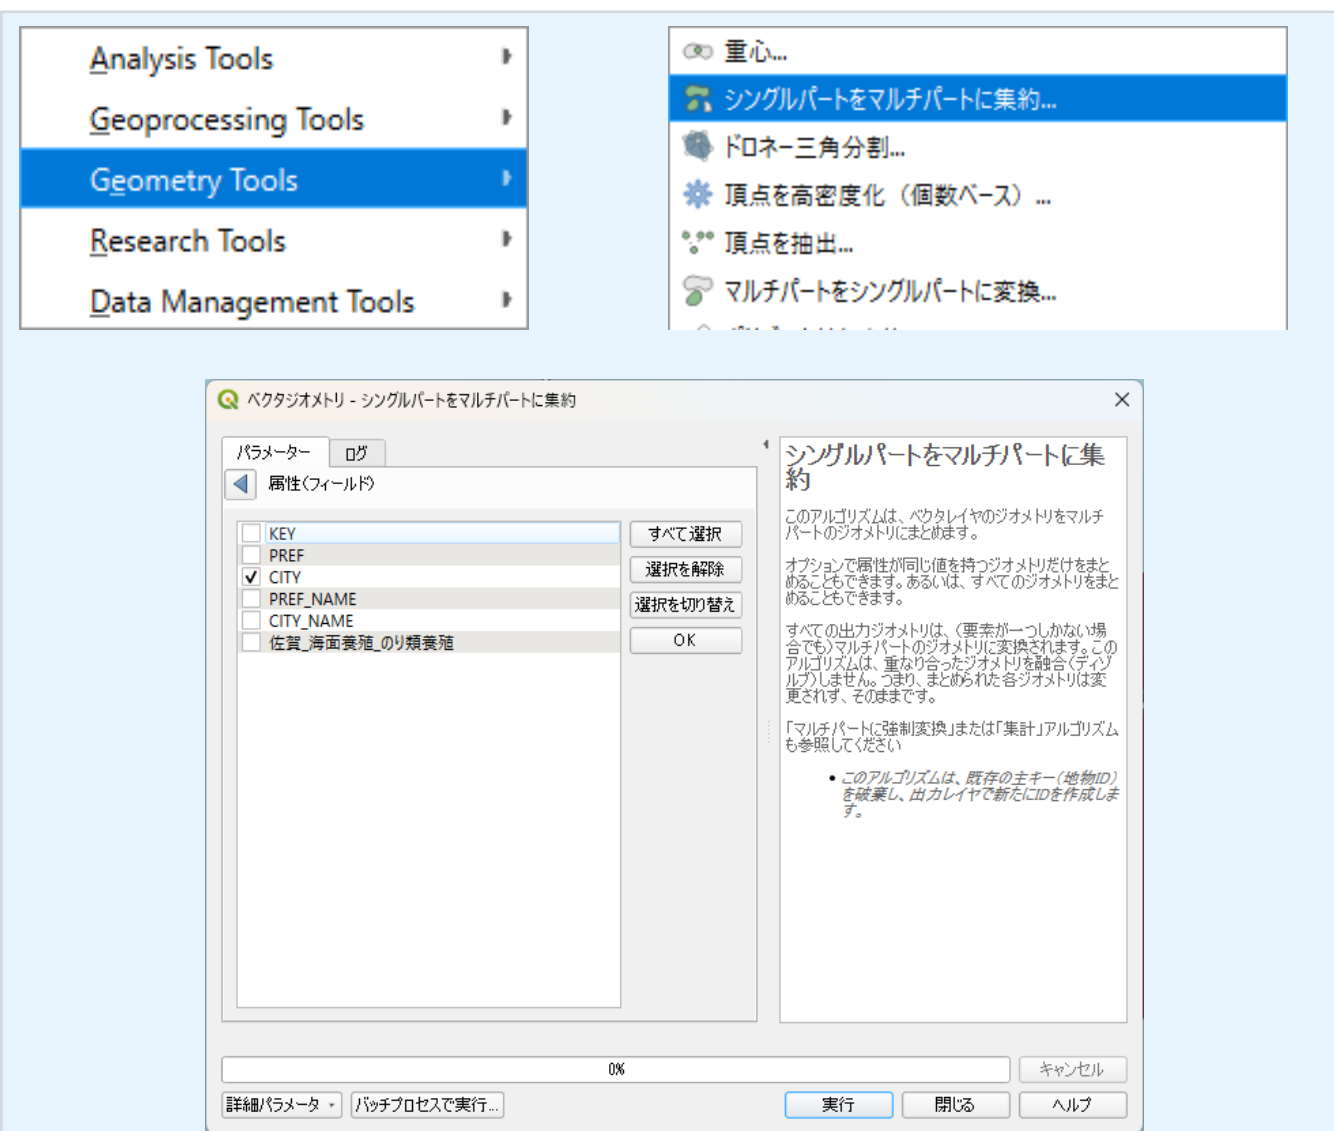 Analysis Tools
Geoprocessing Tools
Geometry Tools
Research Tools
Data Management Tools
重心...
シングルパートをマルチパートに集約...
ドロネー三角分割...
頂点を高密度化（個数ベース）...
頂点を抽出...
マルチパートをシングルパートに変換...
ベクタジオメトリ - シングルパートをマルチパートに集約
パラメーター ログ
属性(フィールド)
KEY
PREF
CITY
PREF_NAME
CITY_NAME
佐賀_海面養殖_のり類養殖
すべて選択
選択を解除
選択を切り替え
OK
シングルパートをマルチパートに集
約
このアルゴリズムは、ベクタレイヤのジオメトリをマルチ
パートのジオメトリにまとめます。
オプションで属性が同じ値を持つジオメトリだけをまと
めることもできます。あるいは、すべてのジオメトリをまと
めることもできます。
すべての出力ジオメトリは、(要素が一つしかない場
合でも)マルチパートのジオメトリに変換されます。この
アルゴリズムは、重なり合ったジオメトリを融合(ディゾ
ルブ)しません。つまり、まとめられた各ジオメトリは変
更されず、そのままです。
「マルチパートに強制変換」または「集計」アルゴリズム
も参照してください
• このアルゴリズムは、既存の主キー(地物ID)
を破棄し、出力レイヤで新たにIDを作成しま
す。
0%
キャンセル
詳細パラメータ バッチプロセスで実行...
実行 閉じる ヘルプ